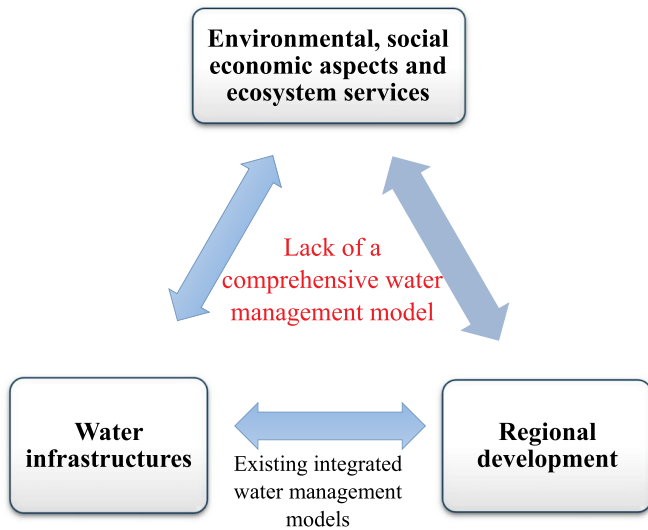 Environmental, social
economic aspects and
ecosystem services
Lack of a
comprehensive water
management model
Water
infrastructures
Existing integrated
water management
models
Regional
development